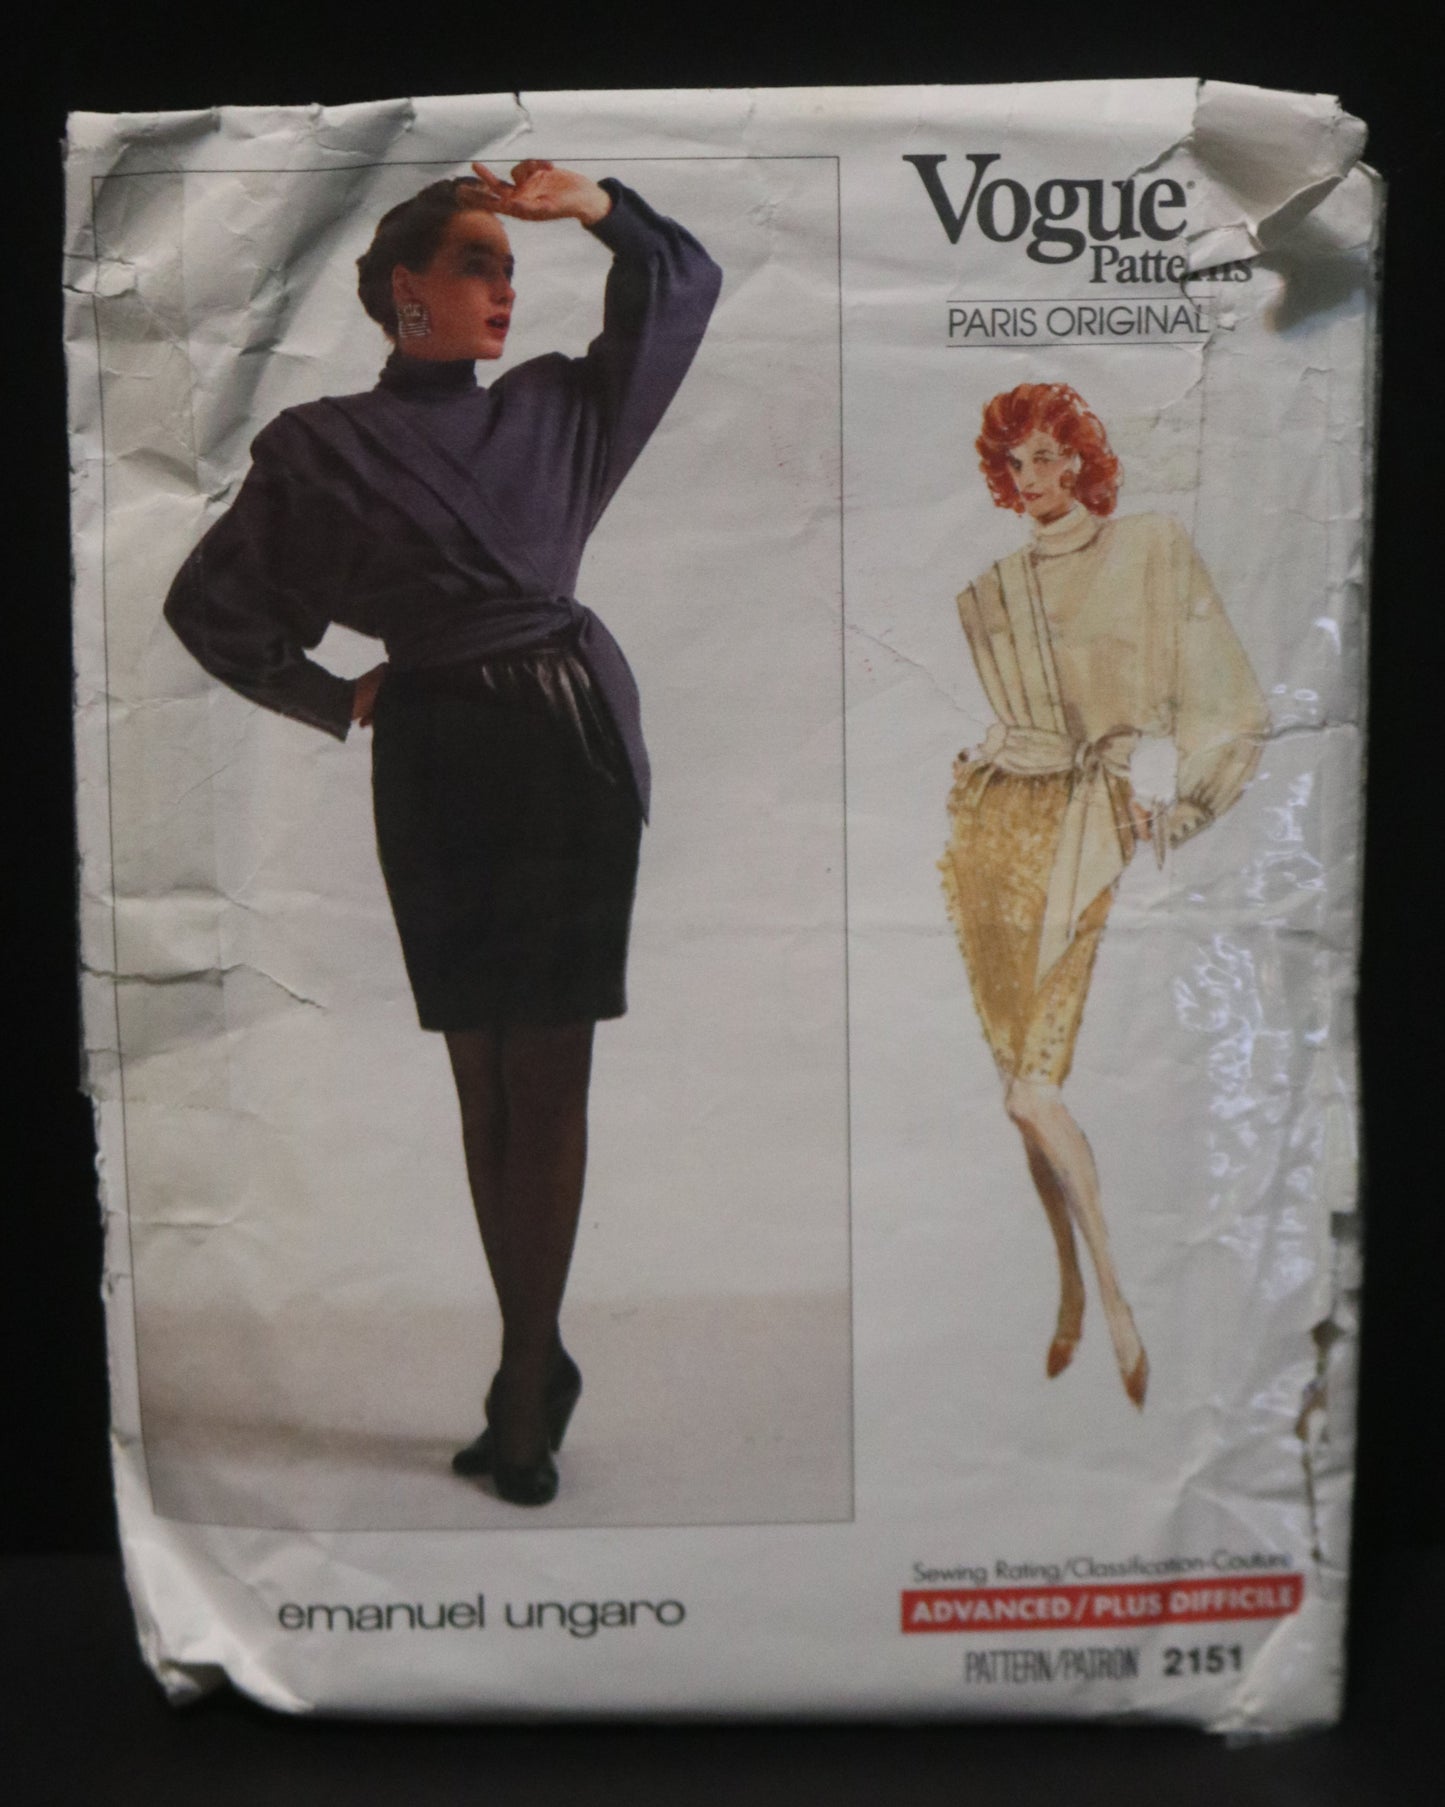 Vogue®
Patterns
PARIS ORIGINAL
emanuel ungaro
Sewing Rating/Classification-Couture
ADVANCED/PLUS DIFFICILE
PATTERN/PATRON 2151